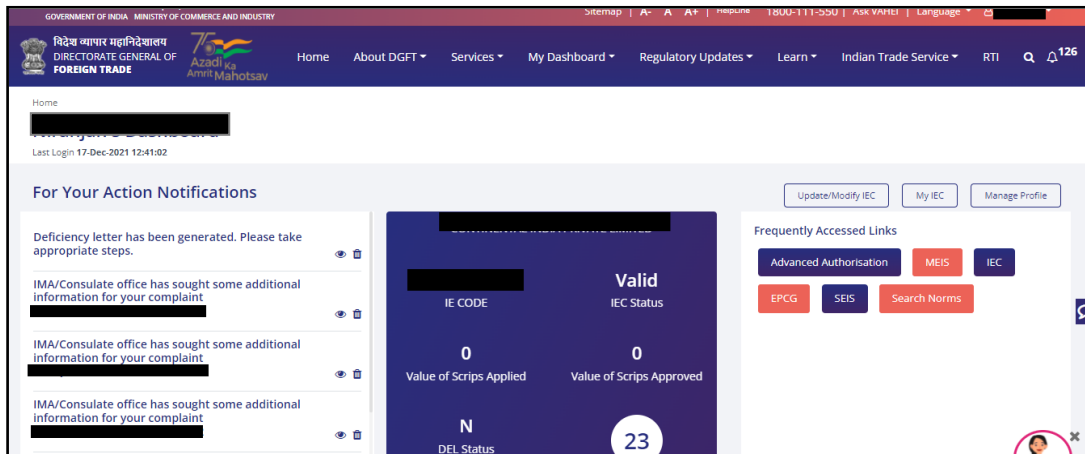 GOVERNMENT OF INDIA MINISTRY OF COMMERCE AND INDUSTRY
Sitemap | A- A A+ | Helpline 1800-111-550 | Ask VAHEI | Language
विदेश व्यापार महानिदेशालय
DIRECTORATE GENERAL OF
FOREIGN TRADE
75
Azadi Ka
Amrit Mahotsav
Home About DGFT Services My Dashboard Regulatory Updates Learn Indian Trade Service RTI 126
Home
Last Login 17-Dec-2021 12:41:02
For Your Action Notifications
Update/Modify IEC My IEC Manage Profile
Deficiency letter has been generated. Please take
appropriate steps.
IMA/Consulate office has sought some additional
information for your complaint
IMA/Consulate office has sought some additional
information for your complaint
IMA/Consulate office has sought some additional
information for your complaint
IE CODE
Valid
IEC Status
0
Value of Scrips Applied
0
Value of Scrips Approved
N
DEL Status
23
Frequently Accessed Links
Advanced Authorisation MEIS IEC
EPCG SEIS Search Norms